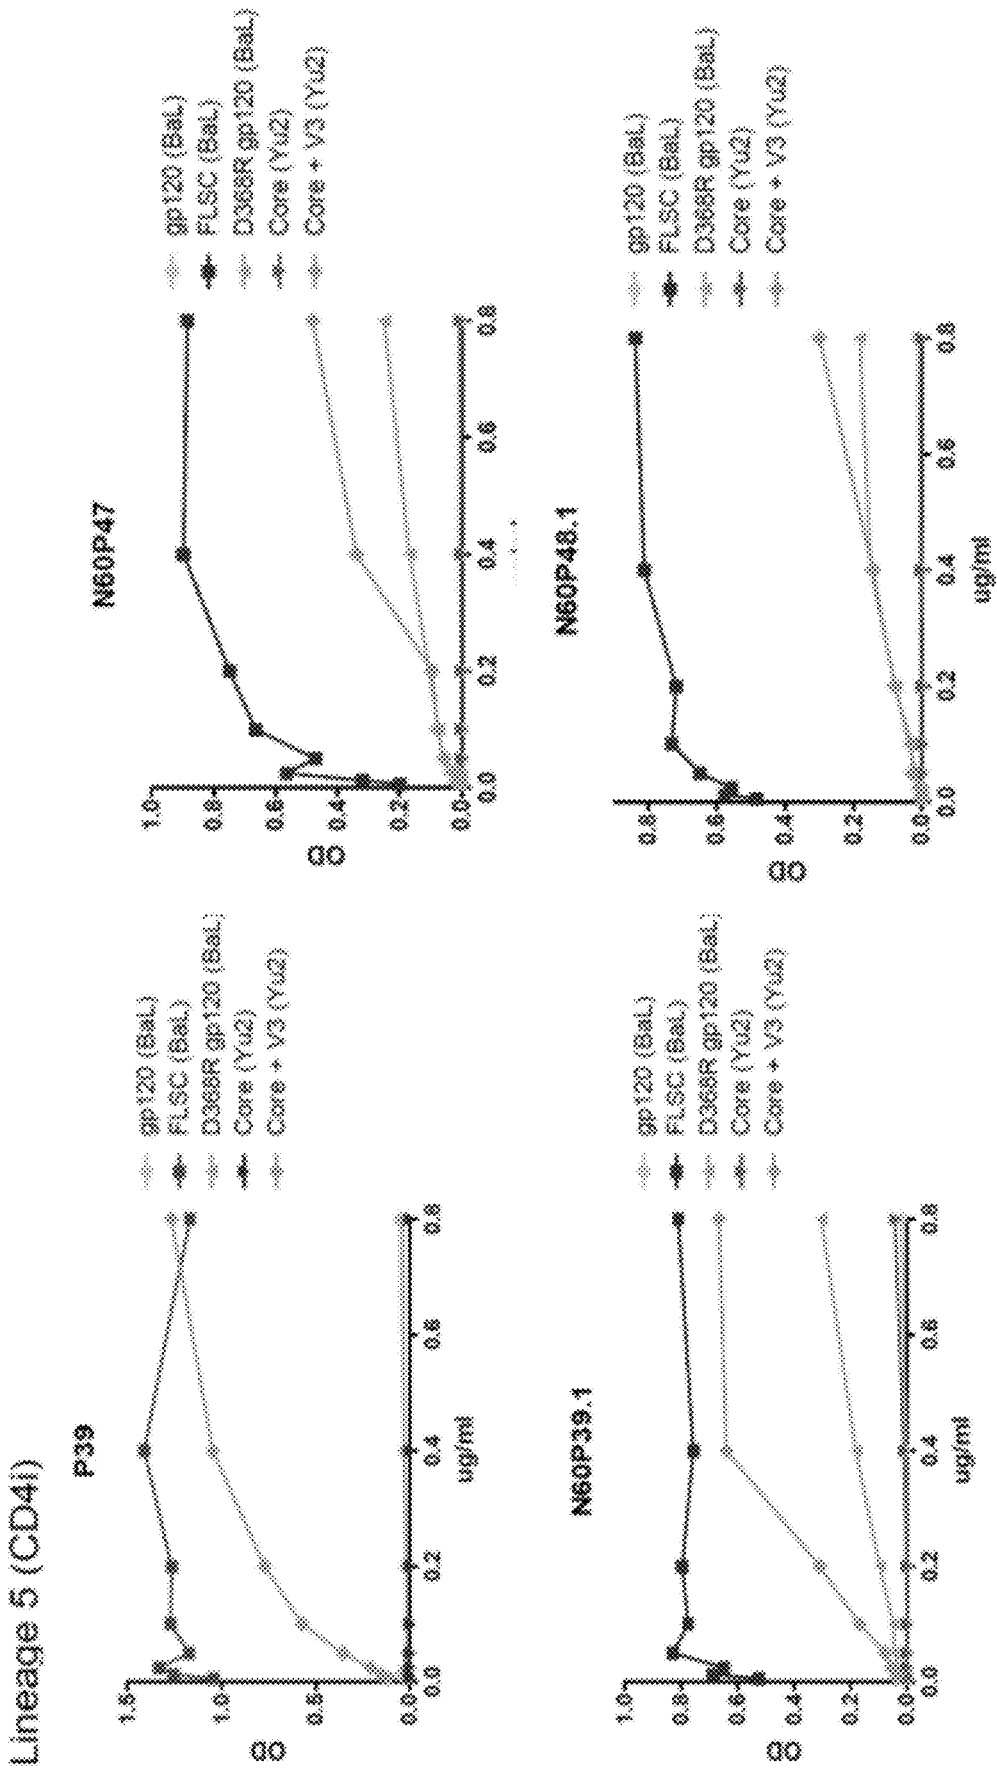 Lineage 5 (CD4i)
P39
OD
1.5
1.0
0.5
0.0
0.0 0.2 0.4 0.6 0.8
ug/ml
gp120 (BaL)
FLSC (BaL)
D368R gp120 (BaL)
Core (Yu2)
Core + V3 (Yu2)
N60P47
OD
1.0
0.8
0.6
0.4
0.2
0.0
0.0 0.2 0.4 0.6 0.8
gp120 (BaL)
FLSC (BaL)
D368R gp120 (BaL)
Core (Yu2)
Core + V3 (Yu2)
N60P39.1
OD
1.0
0.8
0.6
0.4
0.2
0.0
0.0 0.2 0.4 0.6 0.8
ug/ml
gp120 (BaL)
FLSC (BaL)
D368R gp120 (BaL)
Core (Yu2)
Core + V3 (Yu2)
N60P48.1
OD
0.8
0.6
0.4
0.2
0.0
0.0 0.2 0.4 0.6 0.8
ug/ml
gp120 (BaL)
FLSC (BaL)
D368R gp120 (BaL)
Core (Yu2)
Core + V3 (Yu2)